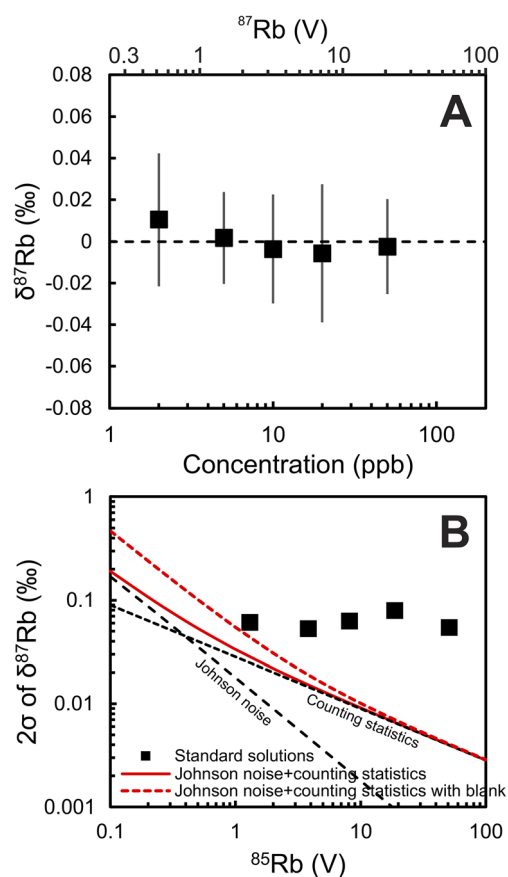 ⁸⁷Rb (V)
0.3 1 10 100
A
0.08
0.06
0.04
0.02
0
-0.02
-0.04
-0.06
-0.08
δ⁸⁷Rb (‰)
1 10 100
Concentration (ppb)
B
1
0.1
0.01
0.001
2σ of δ⁸⁷Rb (‰)
Johnson noise
Counting statistics
Standard solutions
Johnson noise+counting statistics
Johnson noise+counting statistics with blank
0.1 1 10 100
⁸⁵Rb (V)